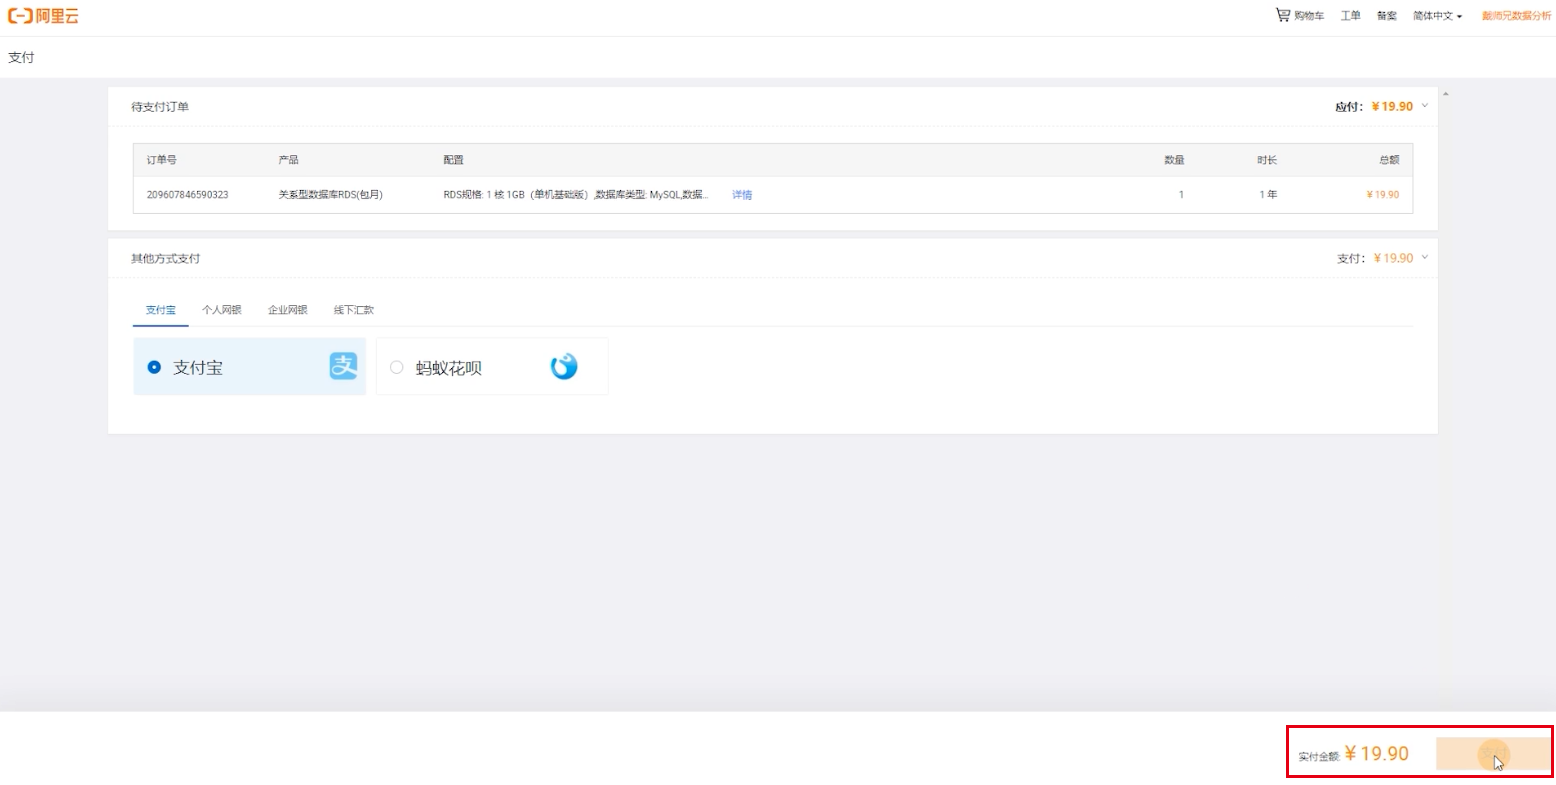 阿里云
购物车 工单 备案 简体中文 戴师兄数据分析
支付
待支付订单 应付: ¥19.90
订单号 产品 配置 数量 时长 总额
209607846590323 关系型数据库RDS(包月) RDS规格: 1 核 1GB（单机基础版）,数据库类型: MySQL,数据... 详情 1 1 年 ¥ 19.90
其他方式支付 支付: ¥ 19.90
支付宝 个人网银 企业网银 线下汇款
支付宝 支 蚂蚁花呗
实付金额: ¥ 19.90